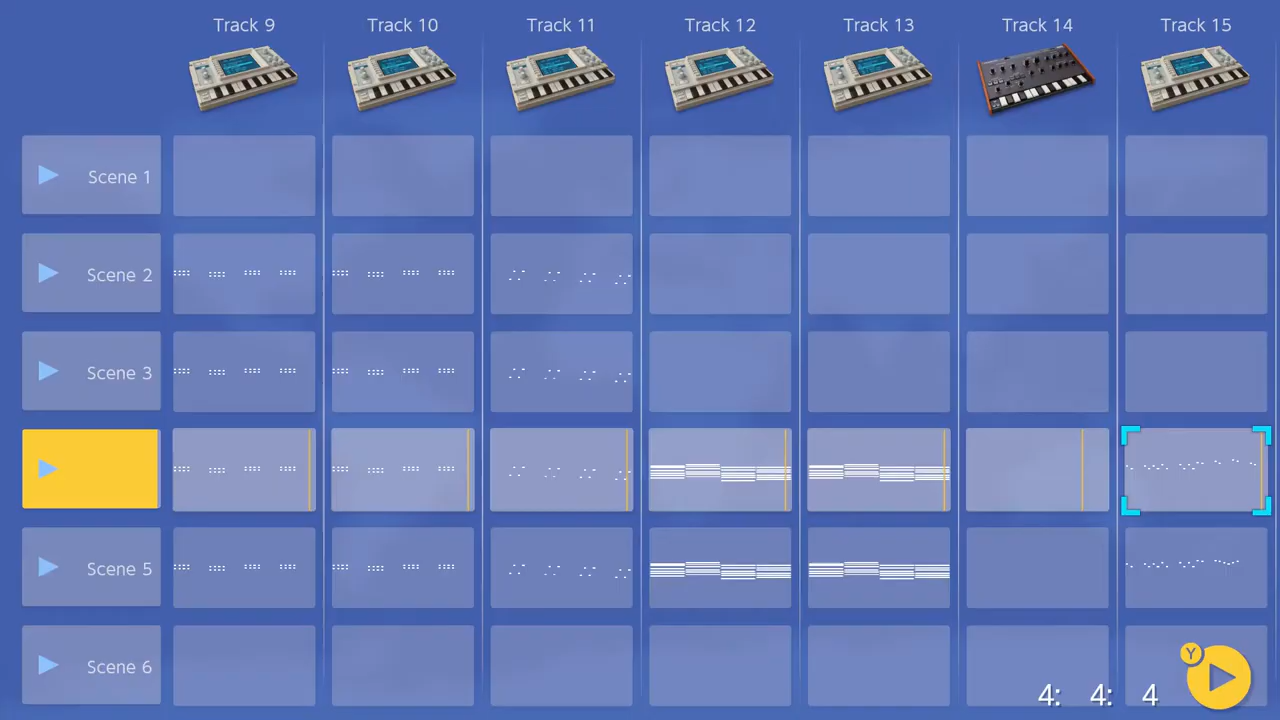 Track 9
Track 10
Track 11
Track 12
Track 13
Track 14
Track 15
Scene 1
Scene 2
Scene 3
Scene 5
Scene 6
4: 4: 4
Y